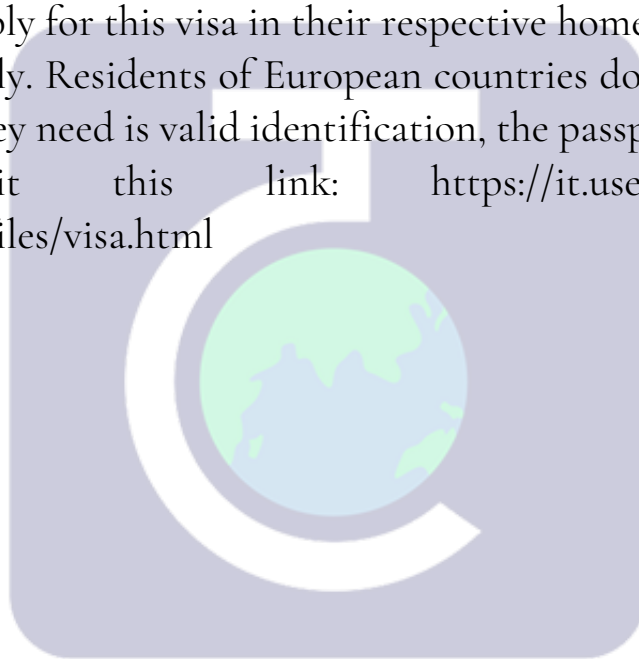 ply for this visa in their respective home
ly. Residents of European countries do
ey need is valid identification, the passp
it this link: https://it.use
iles/visa.html